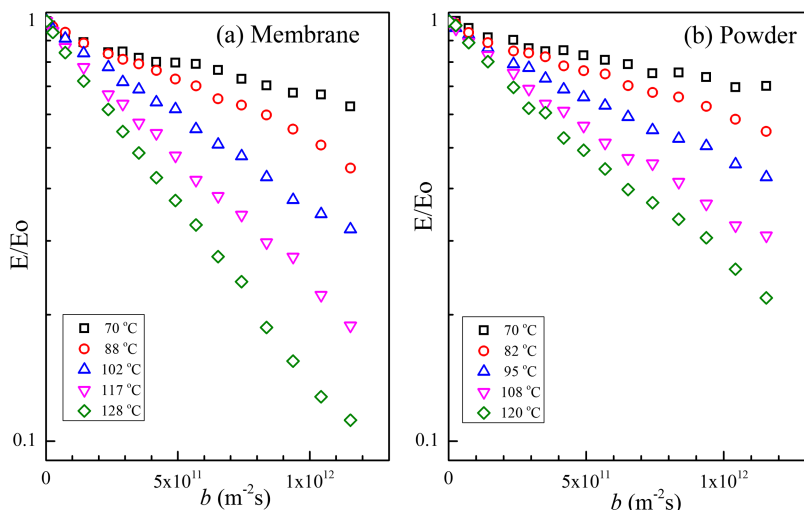 1
(a) Membrane
E/Eo
70 °C
88 °C
102 °C
117 °C
128 °C
0.1
0
5x10¹¹
1x10¹²
b (m⁻²s)
1
(b) Powder
E/Eo
70 °C
82 °C
95 °C
108 °C
120 °C
0.1
0
5x10¹¹
1x10¹²
b (m⁻²s)